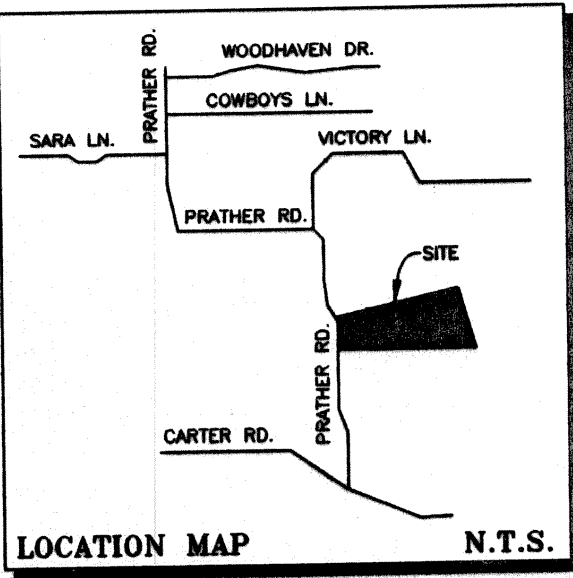 WOODHAVEN DR.
PRATHER RD.
COWBOYS LN.
SARA LN.
VICTORY LN.
PRATHER RD.
SITE
PRATHER RD.
CARTER RD.
LOCATION MAP
N.T.S.